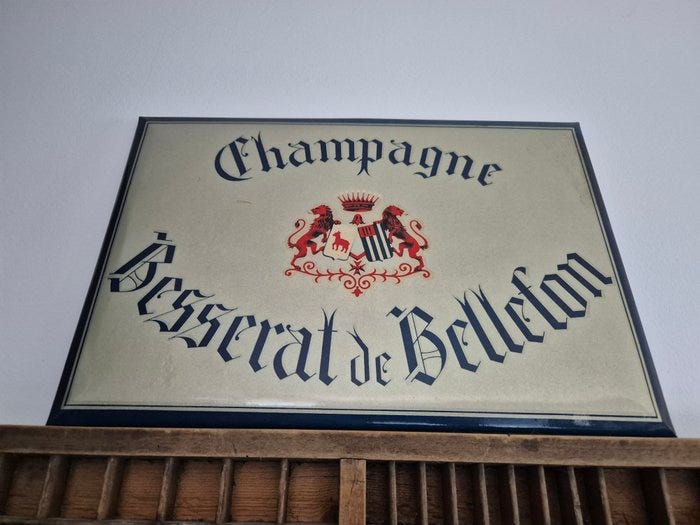 Champagne
Besserat de Bellefon